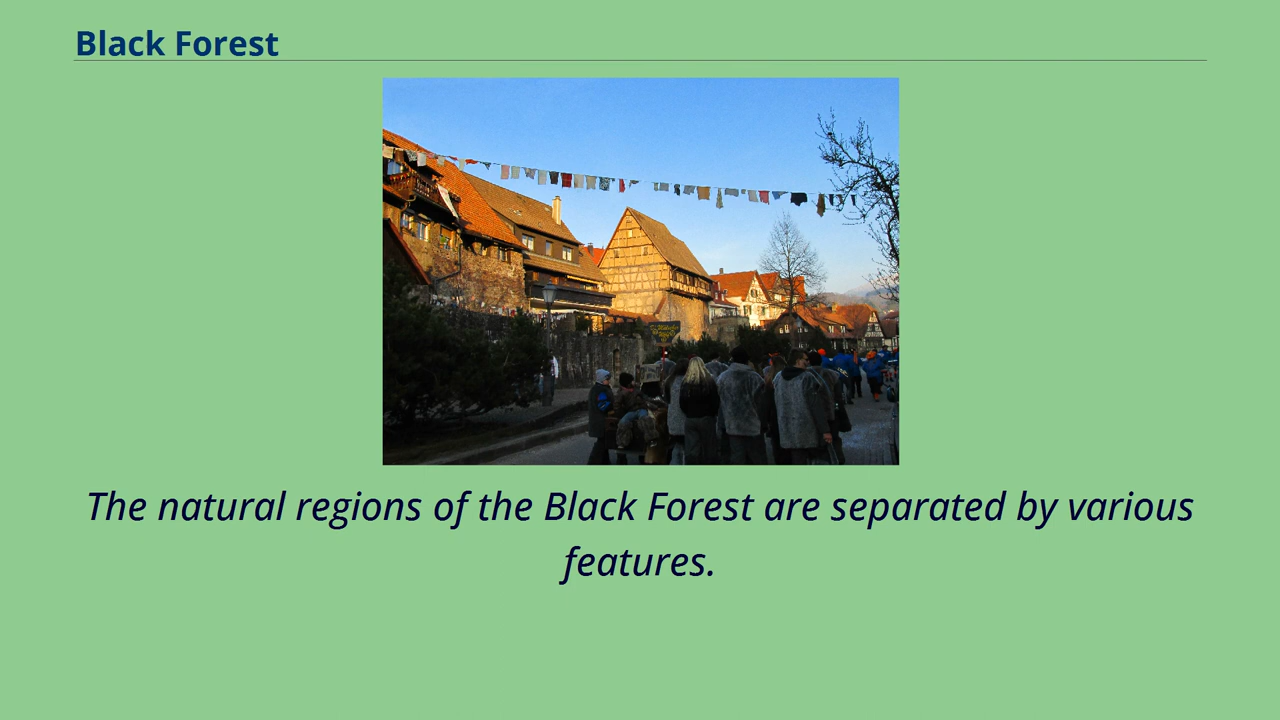 Black Forest
The natural regions of the Black Forest are separated by various
features.